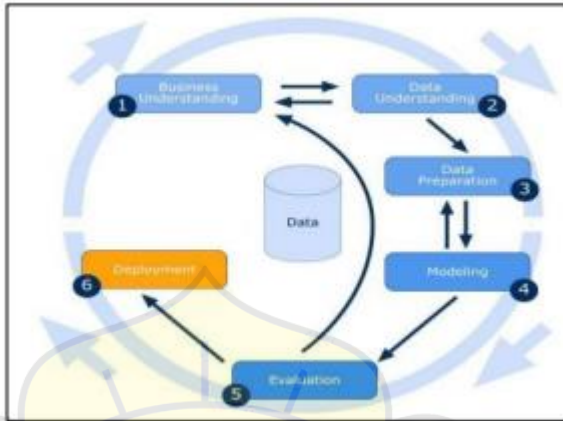 Business
Understanding
1
Data
Understanding
2
Data
Preparation
3
Data
Deployment
6
Modeling
4
Evaluation
5